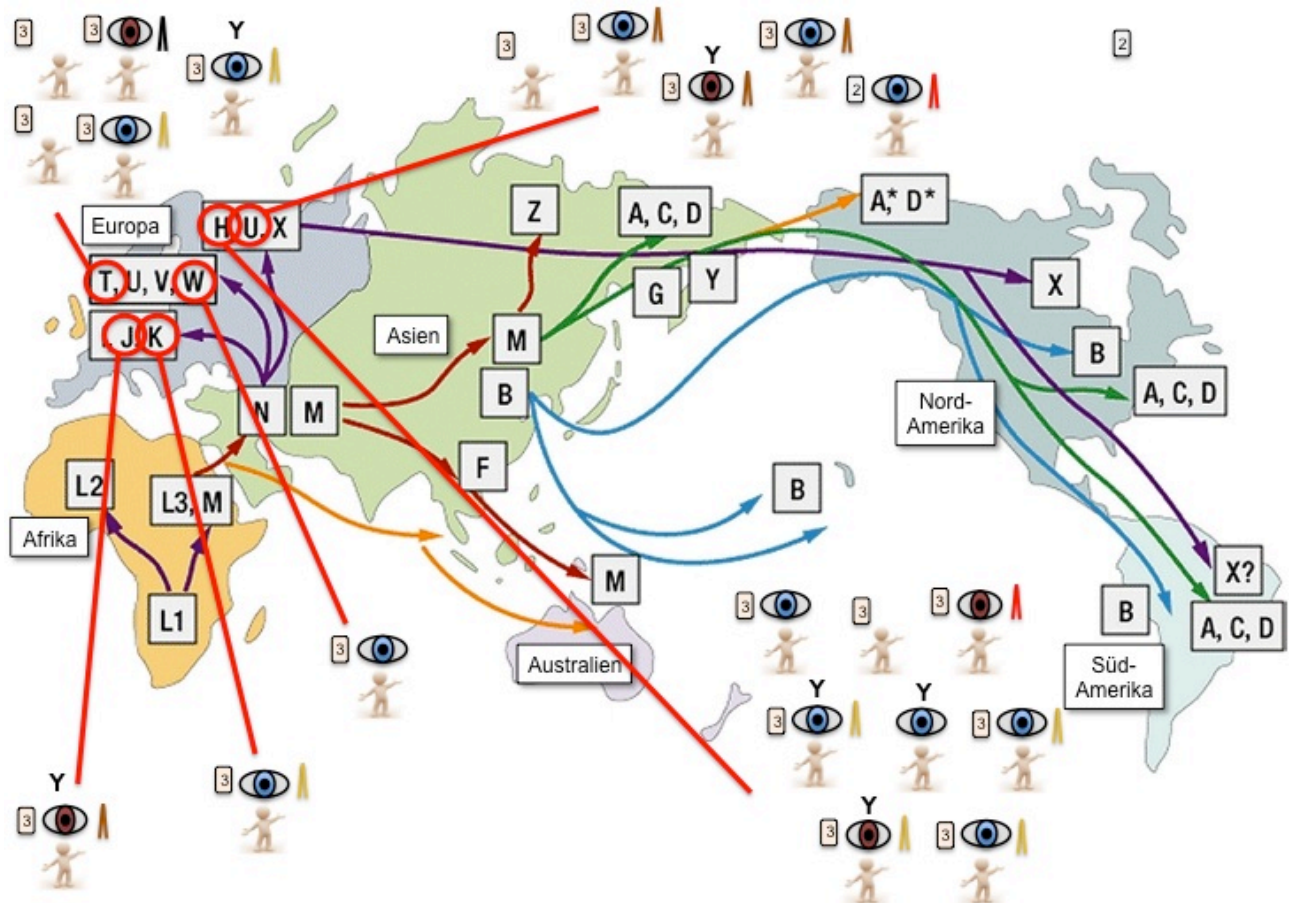 3
3
Y
3
3
3
3
3
Y
3
3
2
2
Europa
H, U, X
T, U, V, W
J, K
Z
A, C, D
A,* D*
G
Y
X
Asien
M
B
B
A, C, D
Nord-
Amerika
N
M
F
B
L2
L3, M
Afrika
L1
M
X?
B
A, C, D
Australien
Süd-
Amerika
3
3
3
3
Y
3
Y
3
Y
3
3
Y
3
3